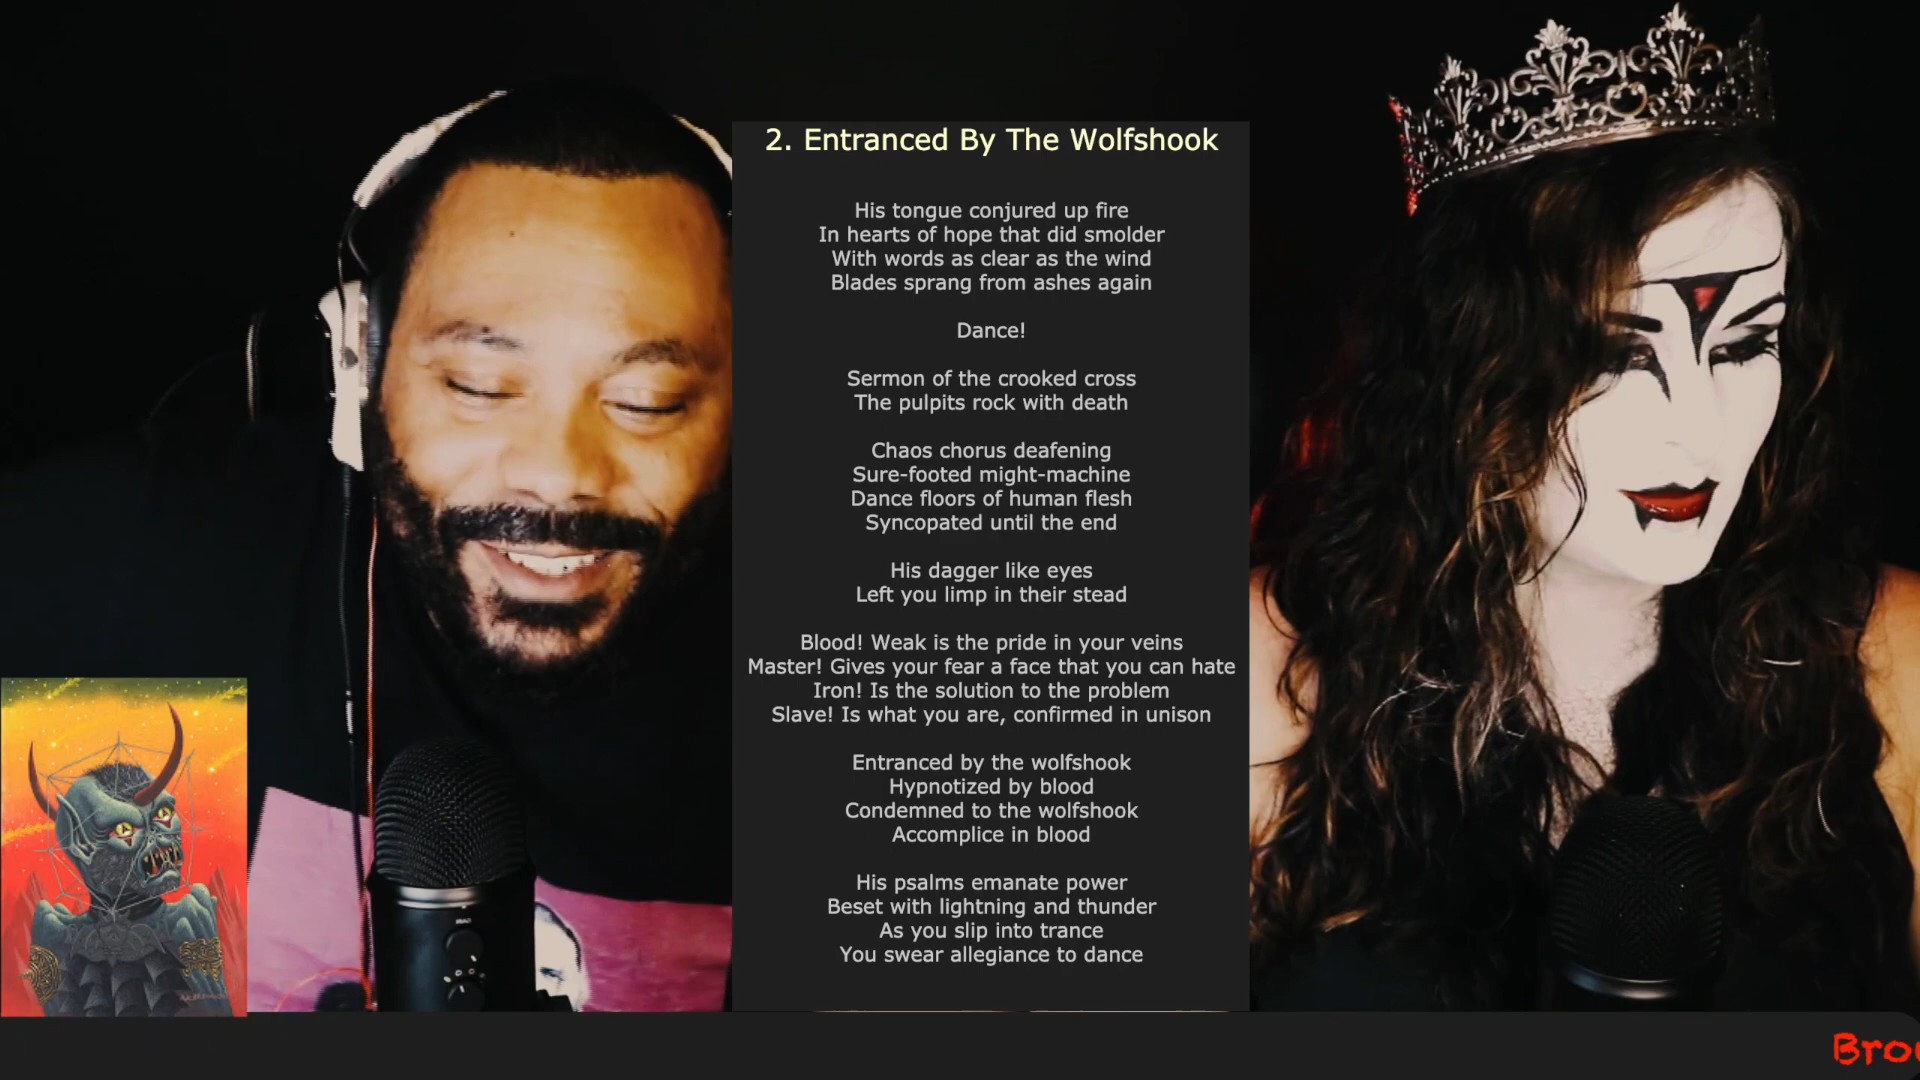 2. Entranced By The Wolfshook
His tongue conjured up fire
In hearts of hope that did smolder
With words as clear as the wind
Blades sprang from ashes again
Dance!
Sermon of the crooked cross
The pulpits rock with death
Chaos chorus deafening
Sure-footed might-machine
Dance floors of human flesh
Syncopated until the end
His dagger like eyes
Left you limp in their stead
Blood! Weak is the pride in your veins
Master! Gives your fear a face that you can hate
Iron! Is the solution to the problem
Slave! Is what you are, confirmed in unison
Entranced by the wolfshook
Hypnotized by blood
Condemned to the wolfshook
Accomplice in blood
His psalms emanate power
Beset with lightning and thunder
As you slip into trance
You swear allegiance to dance